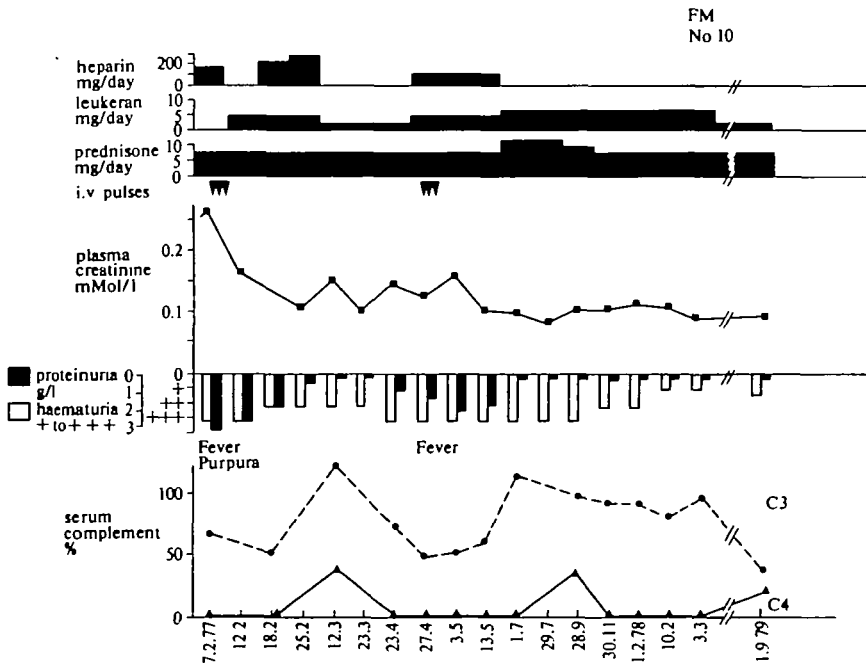 FM
No 10
heparin
mg/day
200
0
leukeran
mg/day
10
5
0
prednisone
mg/day
10
5
0
i.v pulses
plasma
creatinine
mMol/l
0.2
0.1
0
proteinuria
g/l
haematuria
+ to + + +
0
1
2
3
+
++
+++
Fever
Purpura
Fever
serum
complement
%
100
50
0
C3
C4
7.2.77
12 2
18.2
25.2
12.3
23.3
23.4
27.4
3.5
13.5
1.7
29.7
28.9
30.11
1.2.78
10.2
3.3
1.9 79